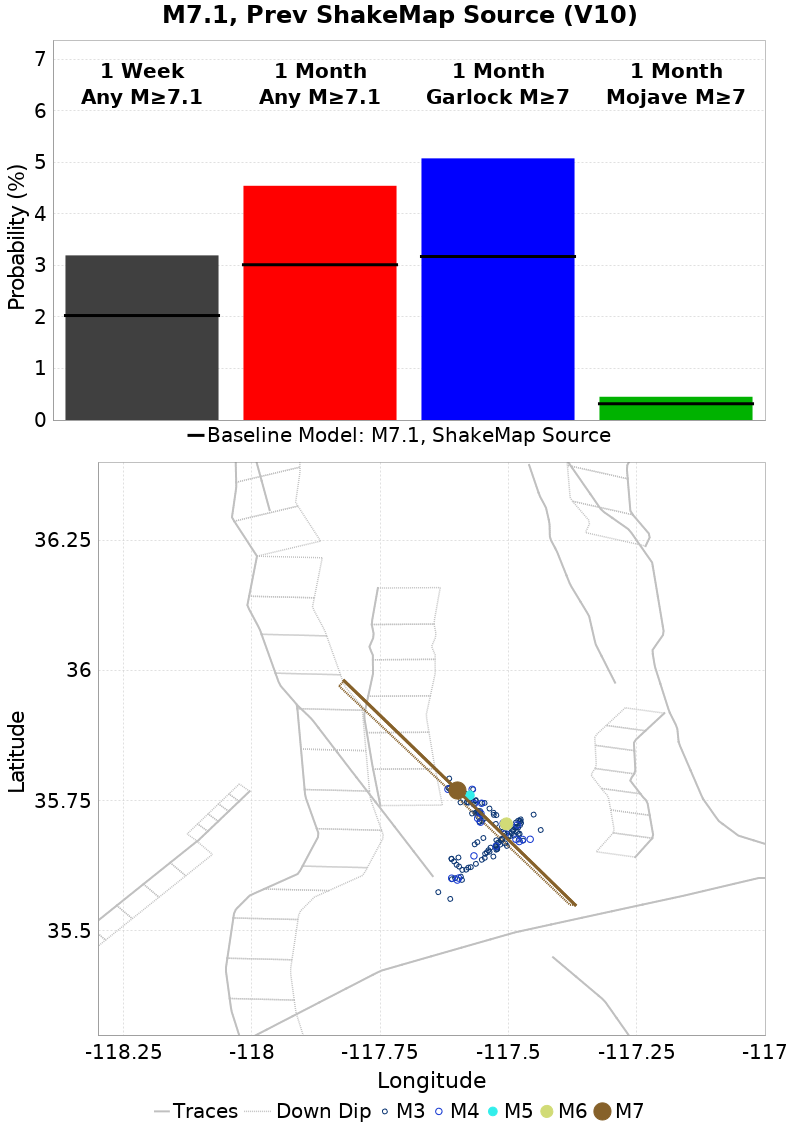 M7.1, Prev ShakeMap Source (V10)
1 Week 1 Month 1 Month 1 Month
Any M≥7.1 Any M≥7.1 Garlock M≥7 Mojave M≥7
Probability (%)
7
6
5
4
3
2
1
0
Baseline Model: M7.1, ShakeMap Source
Latitude
36.25
36
35.75
35.5
-118.25 -118 -117.75 -117.5 -117.25 -117
Longitude
Traces Down Dip M3 M4 M5 M6 M7